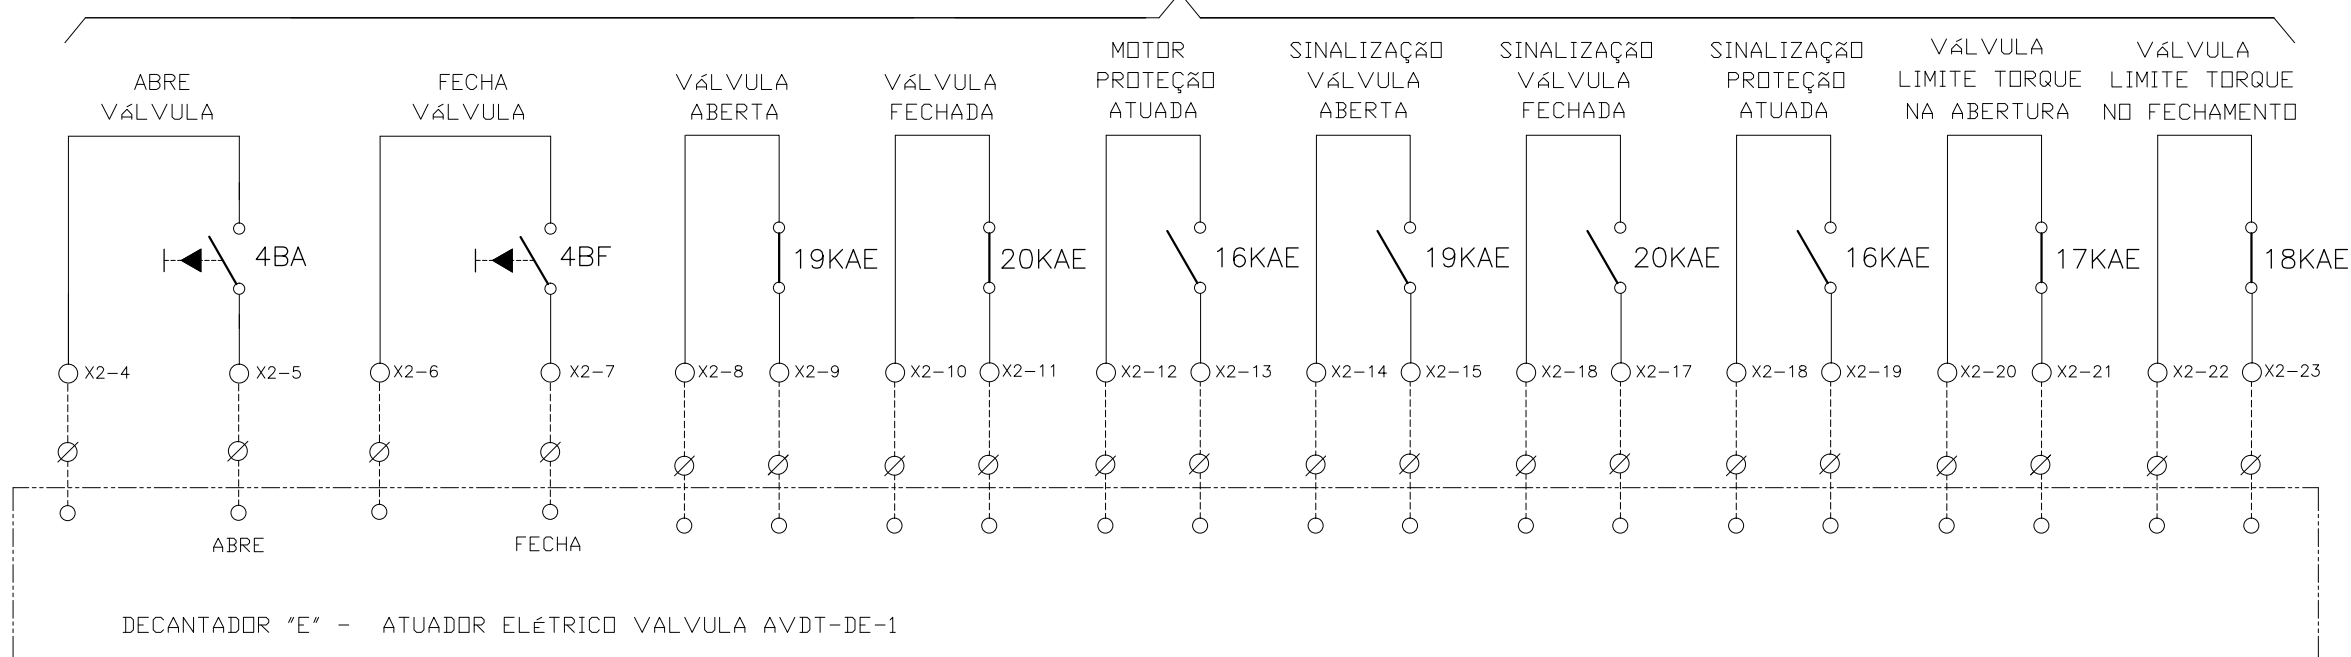 ABRE
VÁLVULA
FECHA
VÁLVULA
VÁLVULA
ABERTA
VÁLVULA
FECHADA
MOTOR
PROTEÇÃO
ATUADA
SINALIZAÇÃO
VÁLVULA
ABERTA
SINALIZAÇÃO
VÁLVULA
FECHADA
SINALIZAÇÃO
PROTEÇÃO
ATUADA
VÁLVULA
LIMITE TORQUE
NA ABERTURA
VÁLVULA
LIMITE TORQUE
NO FECHAMENTO
4BA
4BF
19KAE
20KAE
16KAE
19KAE
20KAE
16KAE
17KAE
18KAE
X2-4
X2-5
X2-6
X2-7
X2-8
X2-9
X2-10
X2-11
X2-12
X2-13
X2-14
X2-15
X2-18
X2-17
X2-18
X2-19
X2-20
X2-21
X2-22
X2-23
ABRE
FECHA
DECANTADOR "E" - ATUADOR ELÉTRICO VALVULA AVDT-DE-1